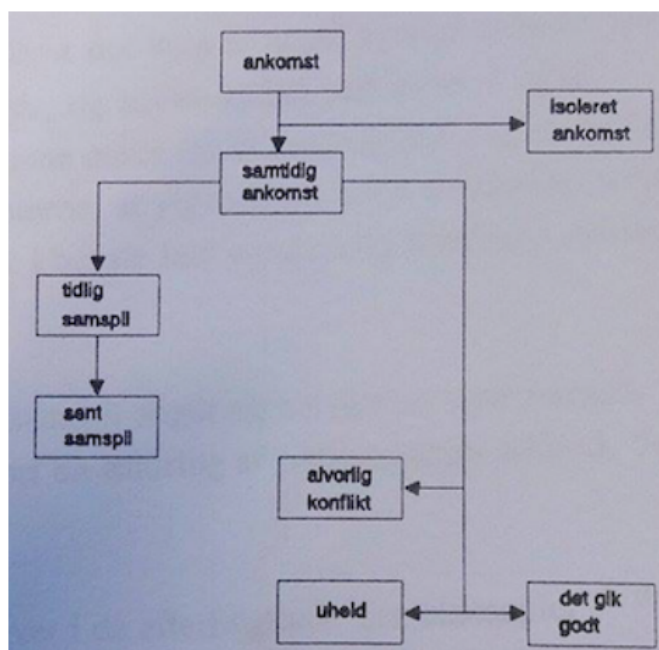 ankomst
isoleret
ankomst
samtidig
ankomst
tidlig
samspil
sent
samspil
alvorlig
konflikt
uheld
det gik
godt